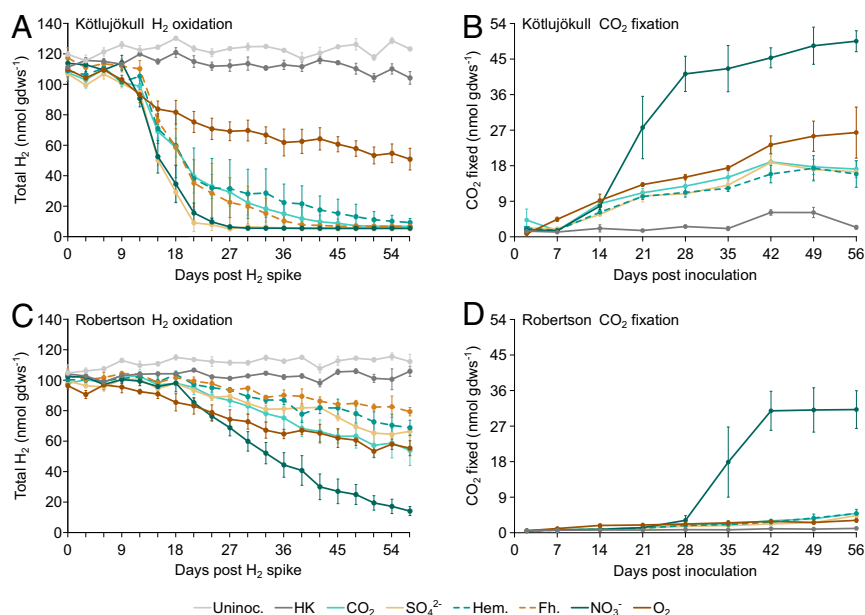 A Kötlujökull H₂ oxidation
140
120
100
80
60
40
20
0
Total H₂ (nmol gdws⁻¹)
0 9 18 27 36 45 54
Days post H₂ spike
B Kötlujökull CO₂ fixation
54
45
36
27
18
9
0
CO₂ fixed (nmol gdws⁻¹)
0 7 14 21 28 35 42 49 56
Days post inoculation
C Robertson H₂ oxidation
140
120
100
80
60
40
20
0
Total H₂ (nmol gdws⁻¹)
0 9 18 27 36 45 54
Days post H₂ spike
D Robertson CO₂ fixation
54
45
36
27
18
9
0
CO₂ fixed (nmol gdws⁻¹)
0 7 14 21 28 35 42 49 56
Days post inoculation
Uninoc. HK CO₂ SO₄²⁻ Hem. Fh. NO₃⁻ O₂